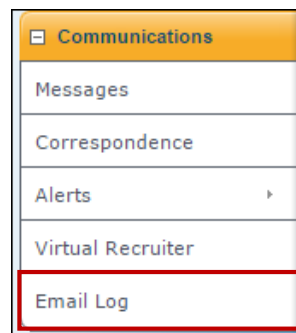 Communications
Messages
Correspondence
Alerts
Virtual Recruiter
Email Log